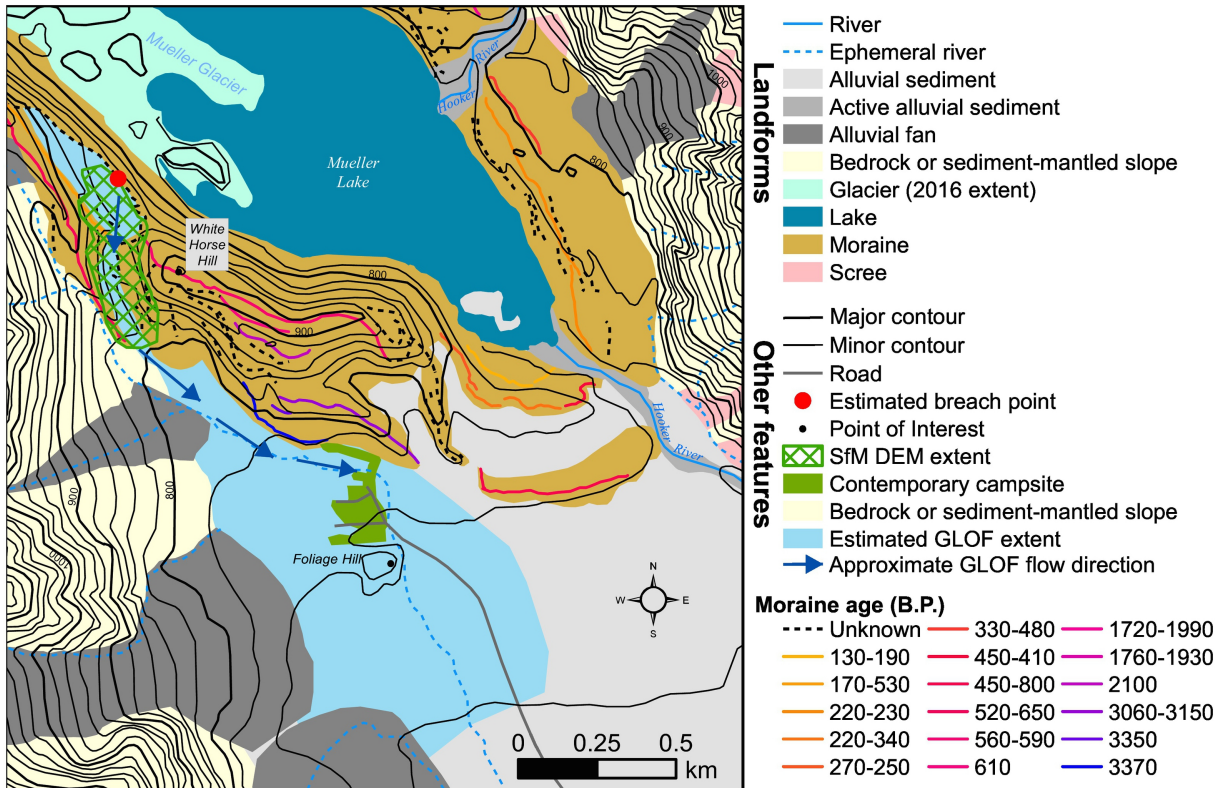 Mueller Glacier
Hooker
River
1000
900
800
Mueller
Lake
White
Horse
Hill
800
900
Hooker River
900
800
1000
Foliage Hill
N
W
E
S
0 0.25 0.5
km
Landforms
River
Ephemeral river
Alluvial sediment
Active alluvial sediment
Alluvial fan
Bedrock or sediment-mantled slope
Glacier (2016 extent)
Lake
Moraine
Scree
Other features
Major contour
Minor contour
Road
Estimated breach point
Point of Interest
SfM DEM extent
Contemporary campsite
Bedrock or sediment-mantled slope
Estimated GLOF extent
Approximate GLOF flow direction
Moraine age (B.P.)
Unknown
130-190
170-530
220-230
220-340
270-250
330-480
450-410
450-800
520-650
560-590
610
1720-1990
1760-1930
2100
3060-3150
3350
3370